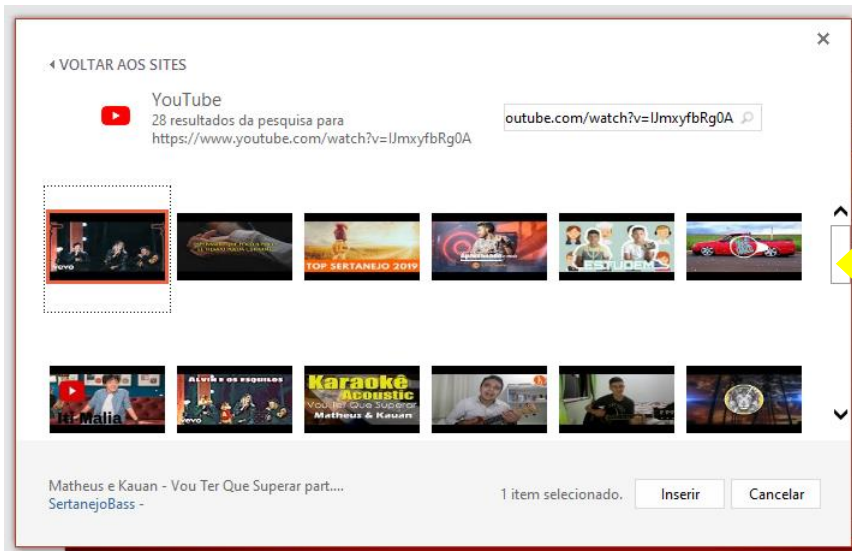 VOLTAR AOS SITES
YouTube
28 resultados da pesquisa para
https://www.youtube.com/watch?v=IJmxyfbRg0A
outube.com/watch?v=IJmxyfbRg0A
vevo
TOP SERTANEJO 2019
ESTUDEM
Iti Malia
ALVIN E OS ESQUILOS
vevo
Karaokê
Acoustic
Vou Ter Que Superar
Matheus & Kauan
Matheus e Kauan - Vou Ter Que Superar part....
SertanejoBass -
1 item selecionado.
Inserir
Cancelar